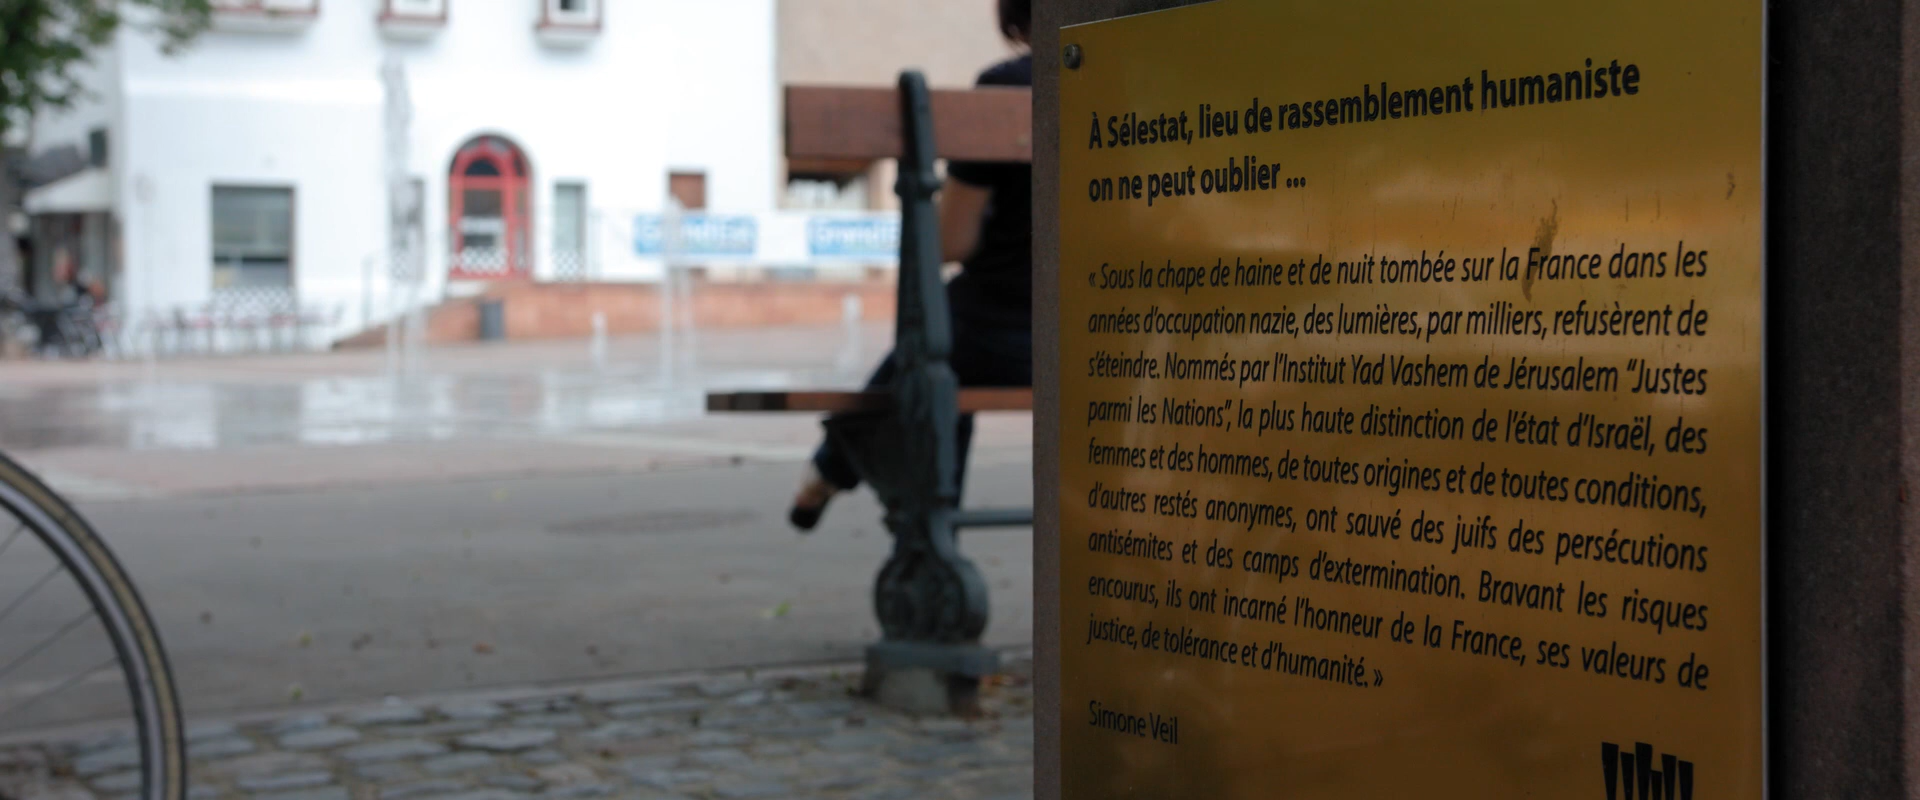 À Sélestat, lieu de rassemblement humaniste
on ne peut oublier ...
« Sous la chape de haine et de nuit tombée sur la France dans les
années d’occupation nazie, des lumières, par milliers, refusèrent de
s’éteindre. Nommés par l’Institut Yad Vashem de Jérusalem “Justes
parmi les Nations”, la plus haute distinction de l’état d’Israël, des
femmes et des hommes, de toutes origines et de toutes conditions,
d’autres restés anonymes, ont sauvé des juifs des persécutions
antisémites et des camps d’extermination. Bravant les risques
encourus, ils ont incarné l’honneur de la France, ses valeurs de
justice, de tolérance et d’humanité. »
Simone Veil